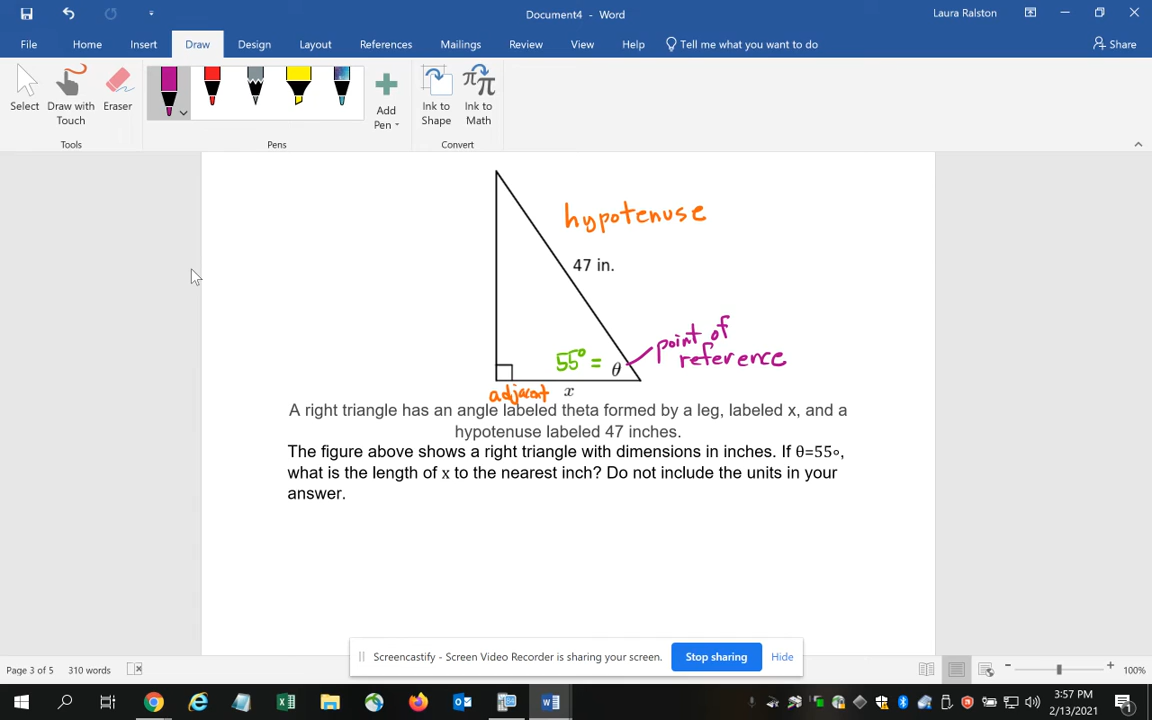 Document4 - Word
Laura Ralston
File Home Insert Draw Design Layout References Mailings Review View Help Tell me what you want to do Share
Select
Draw with Touch
Eraser
Add Pen
Ink to Shape
Ink to Math
Tools
Pens
Convert
hypotenuse
47 in.
point of
reference
55° = θ
adjacent x
A right triangle has an angle labeled theta formed by a leg, labeled x, and a
hypotenuse labeled 47 inches.
The figure above shows a right triangle with dimensions in inches. If θ=55∘,
what is the length of x to the nearest inch? Do not include the units in your
answer.
Screencastify - Screen Video Recorder is sharing your screen. Stop sharing Hide
Page 3 of 5 310 words
100%
3:57 PM
2/13/2021